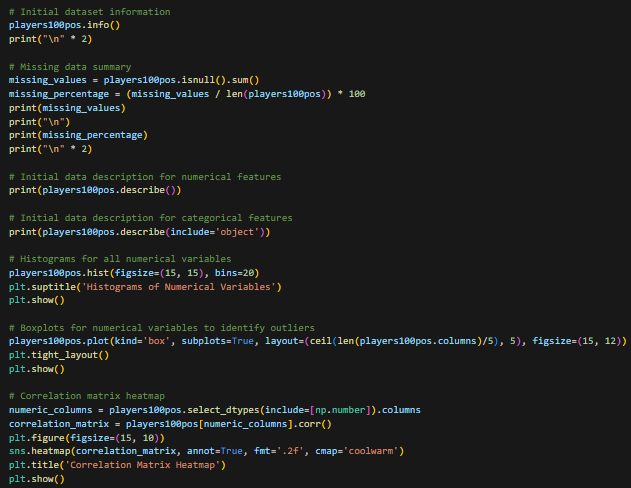 # Initial dataset information
players100pos.info()
print("\n" * 2)
# Missing data summary
missing_values = players100pos.isnull().sum()
missing_percentage = (missing_values / len(players100pos)) * 100
print(missing_values)
print("\n")
print(missing_percentage)
print("\n" * 2)
# Initial data description for numerical features
print(players100pos.describe())
# Initial data description for categorical features
print(players100pos.describe(include='object'))
# Histograms for all numerical variables
players100pos.hist(figsize=(15, 15), bins=20)
plt.suptitle('Histograms of Numerical Variables')
plt.show()
# Boxplots for numerical variables to identify outliers
players100pos.plot(kind='box', subplots=True, layout=(ceil(len(players100pos.columns)/5), 5), figsize=(15, 12))
plt.tight_layout()
plt.show()
# Correlation matrix heatmap
numeric_columns = players100pos.select_dtypes(include=[np.number]).columns
correlation_matrix = players100pos[numeric_columns].corr()
plt.figure(figsize=(15, 10))
sns.heatmap(correlation_matrix, annot=True, fmt='.2f', cmap='coolwarm')
plt.title('Correlation Matrix Heatmap')
plt.show()